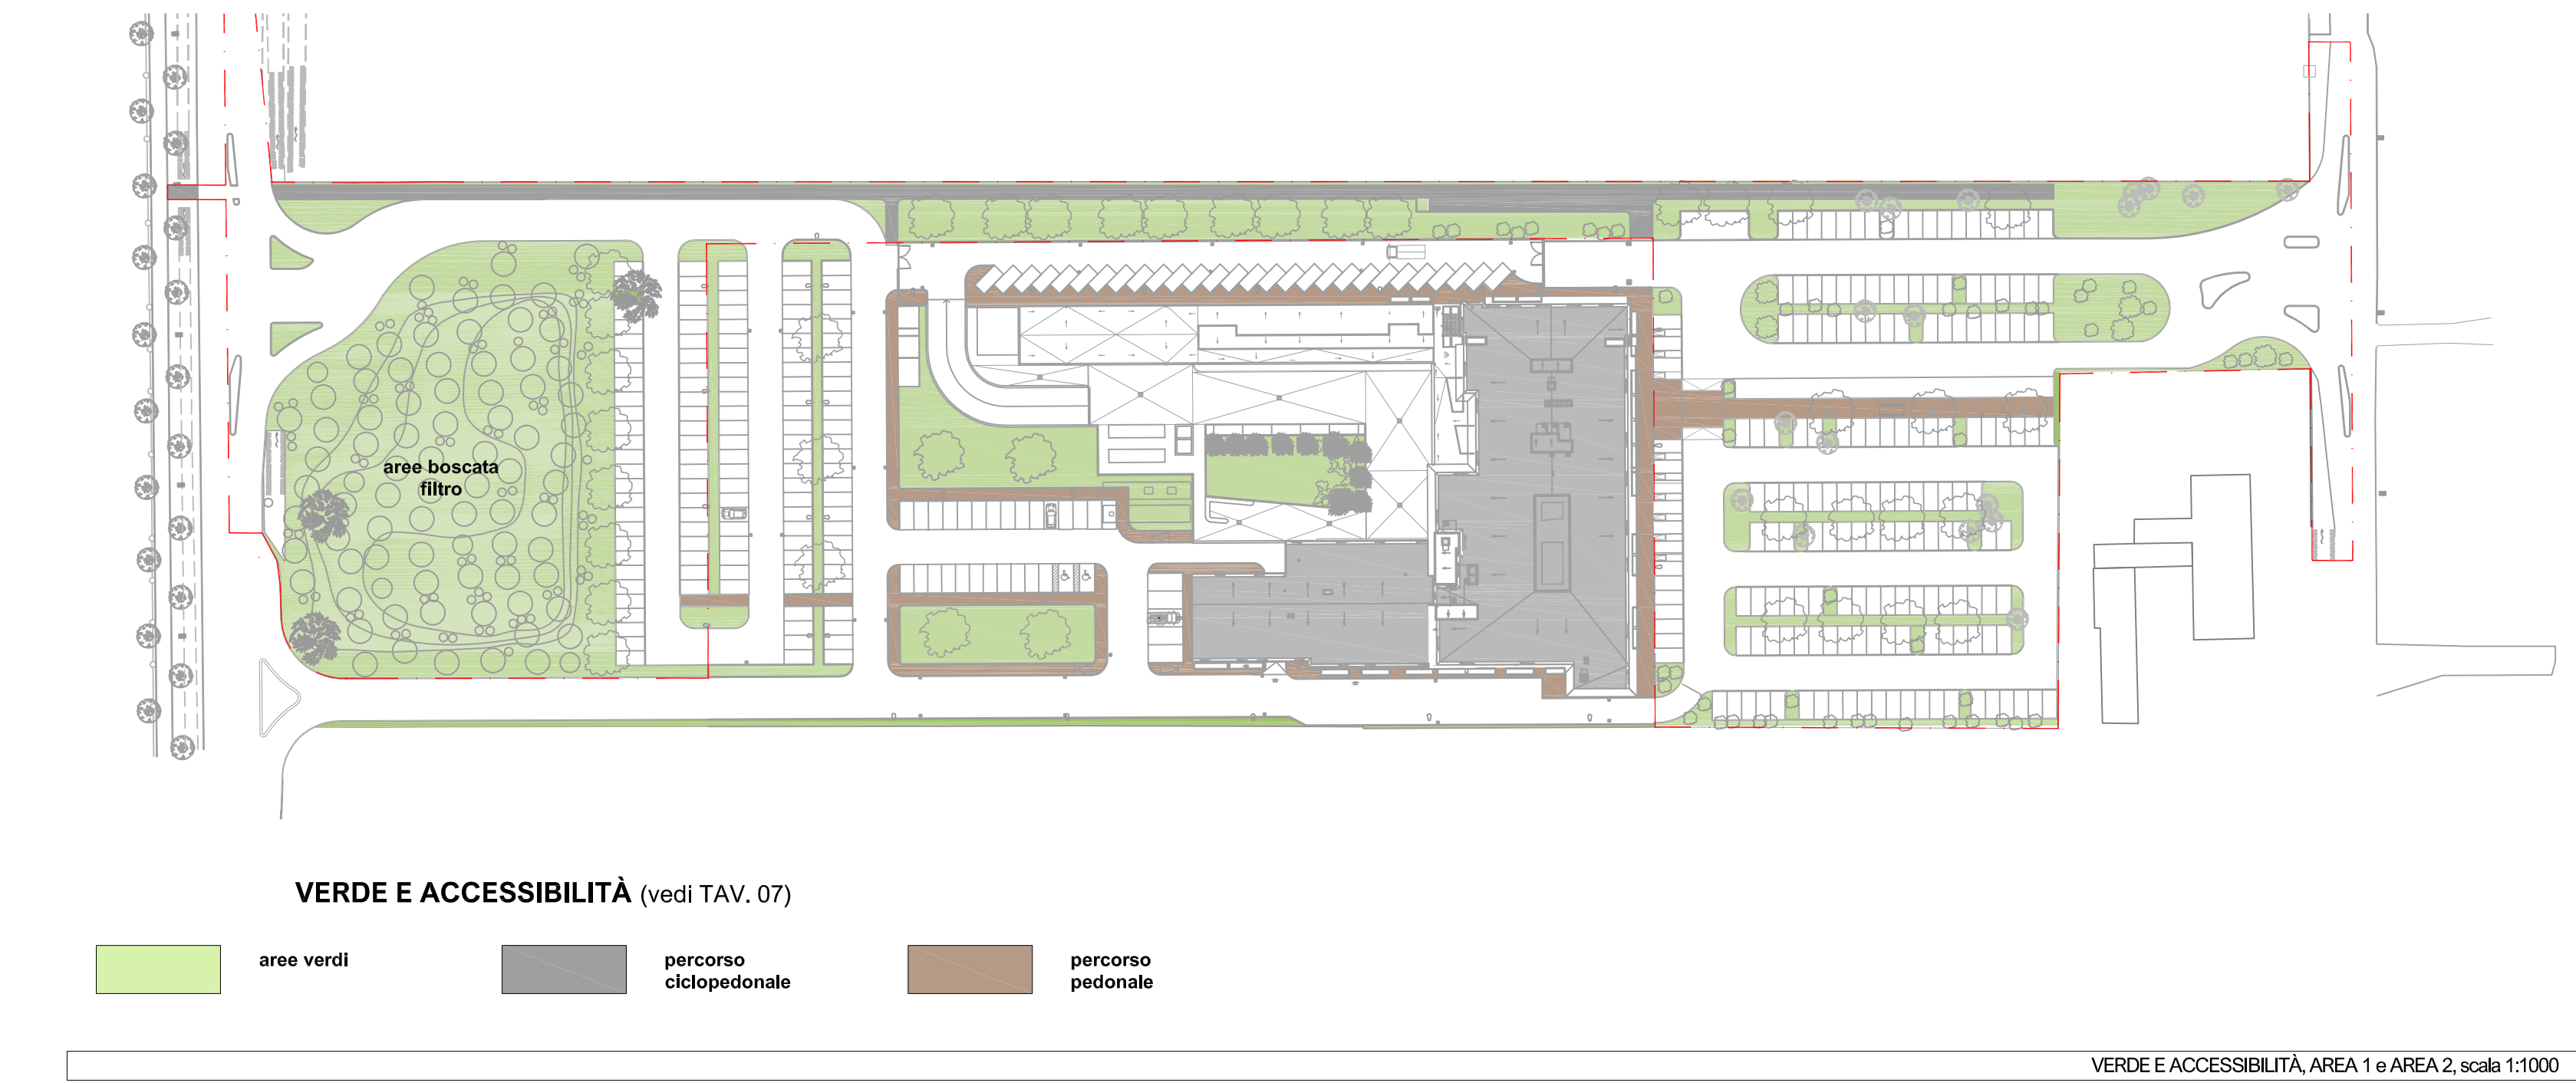 aree boscata
filtro
VERDE E ACCESSIBILITÀ (vedi TAV. 07)
aree verdi
percorso
ciclopedonale
percorso
pedonale
VERDE E ACCESSIBILITÀ, AREA 1 e AREA 2, scala 1:1000